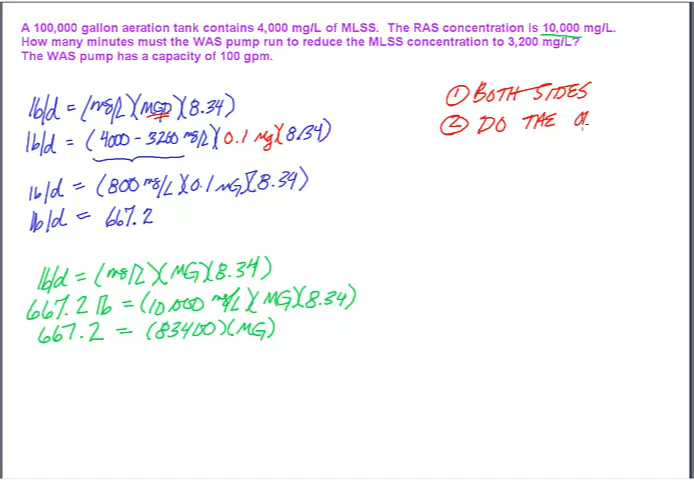 A 100,000 gallon aeration tank contains 4,000 mg/L of MLSS. The RAS concentration is 10,000 mg/L.
How many minutes must the WAS pump run to reduce the MLSS concentration to 3,200 mg/L?
The WAS pump has a capacity of 100 gpm.
lb/d = (mg/L)(MGD)(8.34)
lb/d = (4000 - 3200 mg/L)(0.1 Mg)(8.34)
lb/d = (800 mg/L)(0.1 MG)(8.34)
lb/d = 667.2
lb/d = (mg/L)(MG)(8.34)
667.2 lb = (10,000 mg/L)(MG)(8.34)
667.2 = (83400)(MG)
① BOTH SIDES
② DO THE